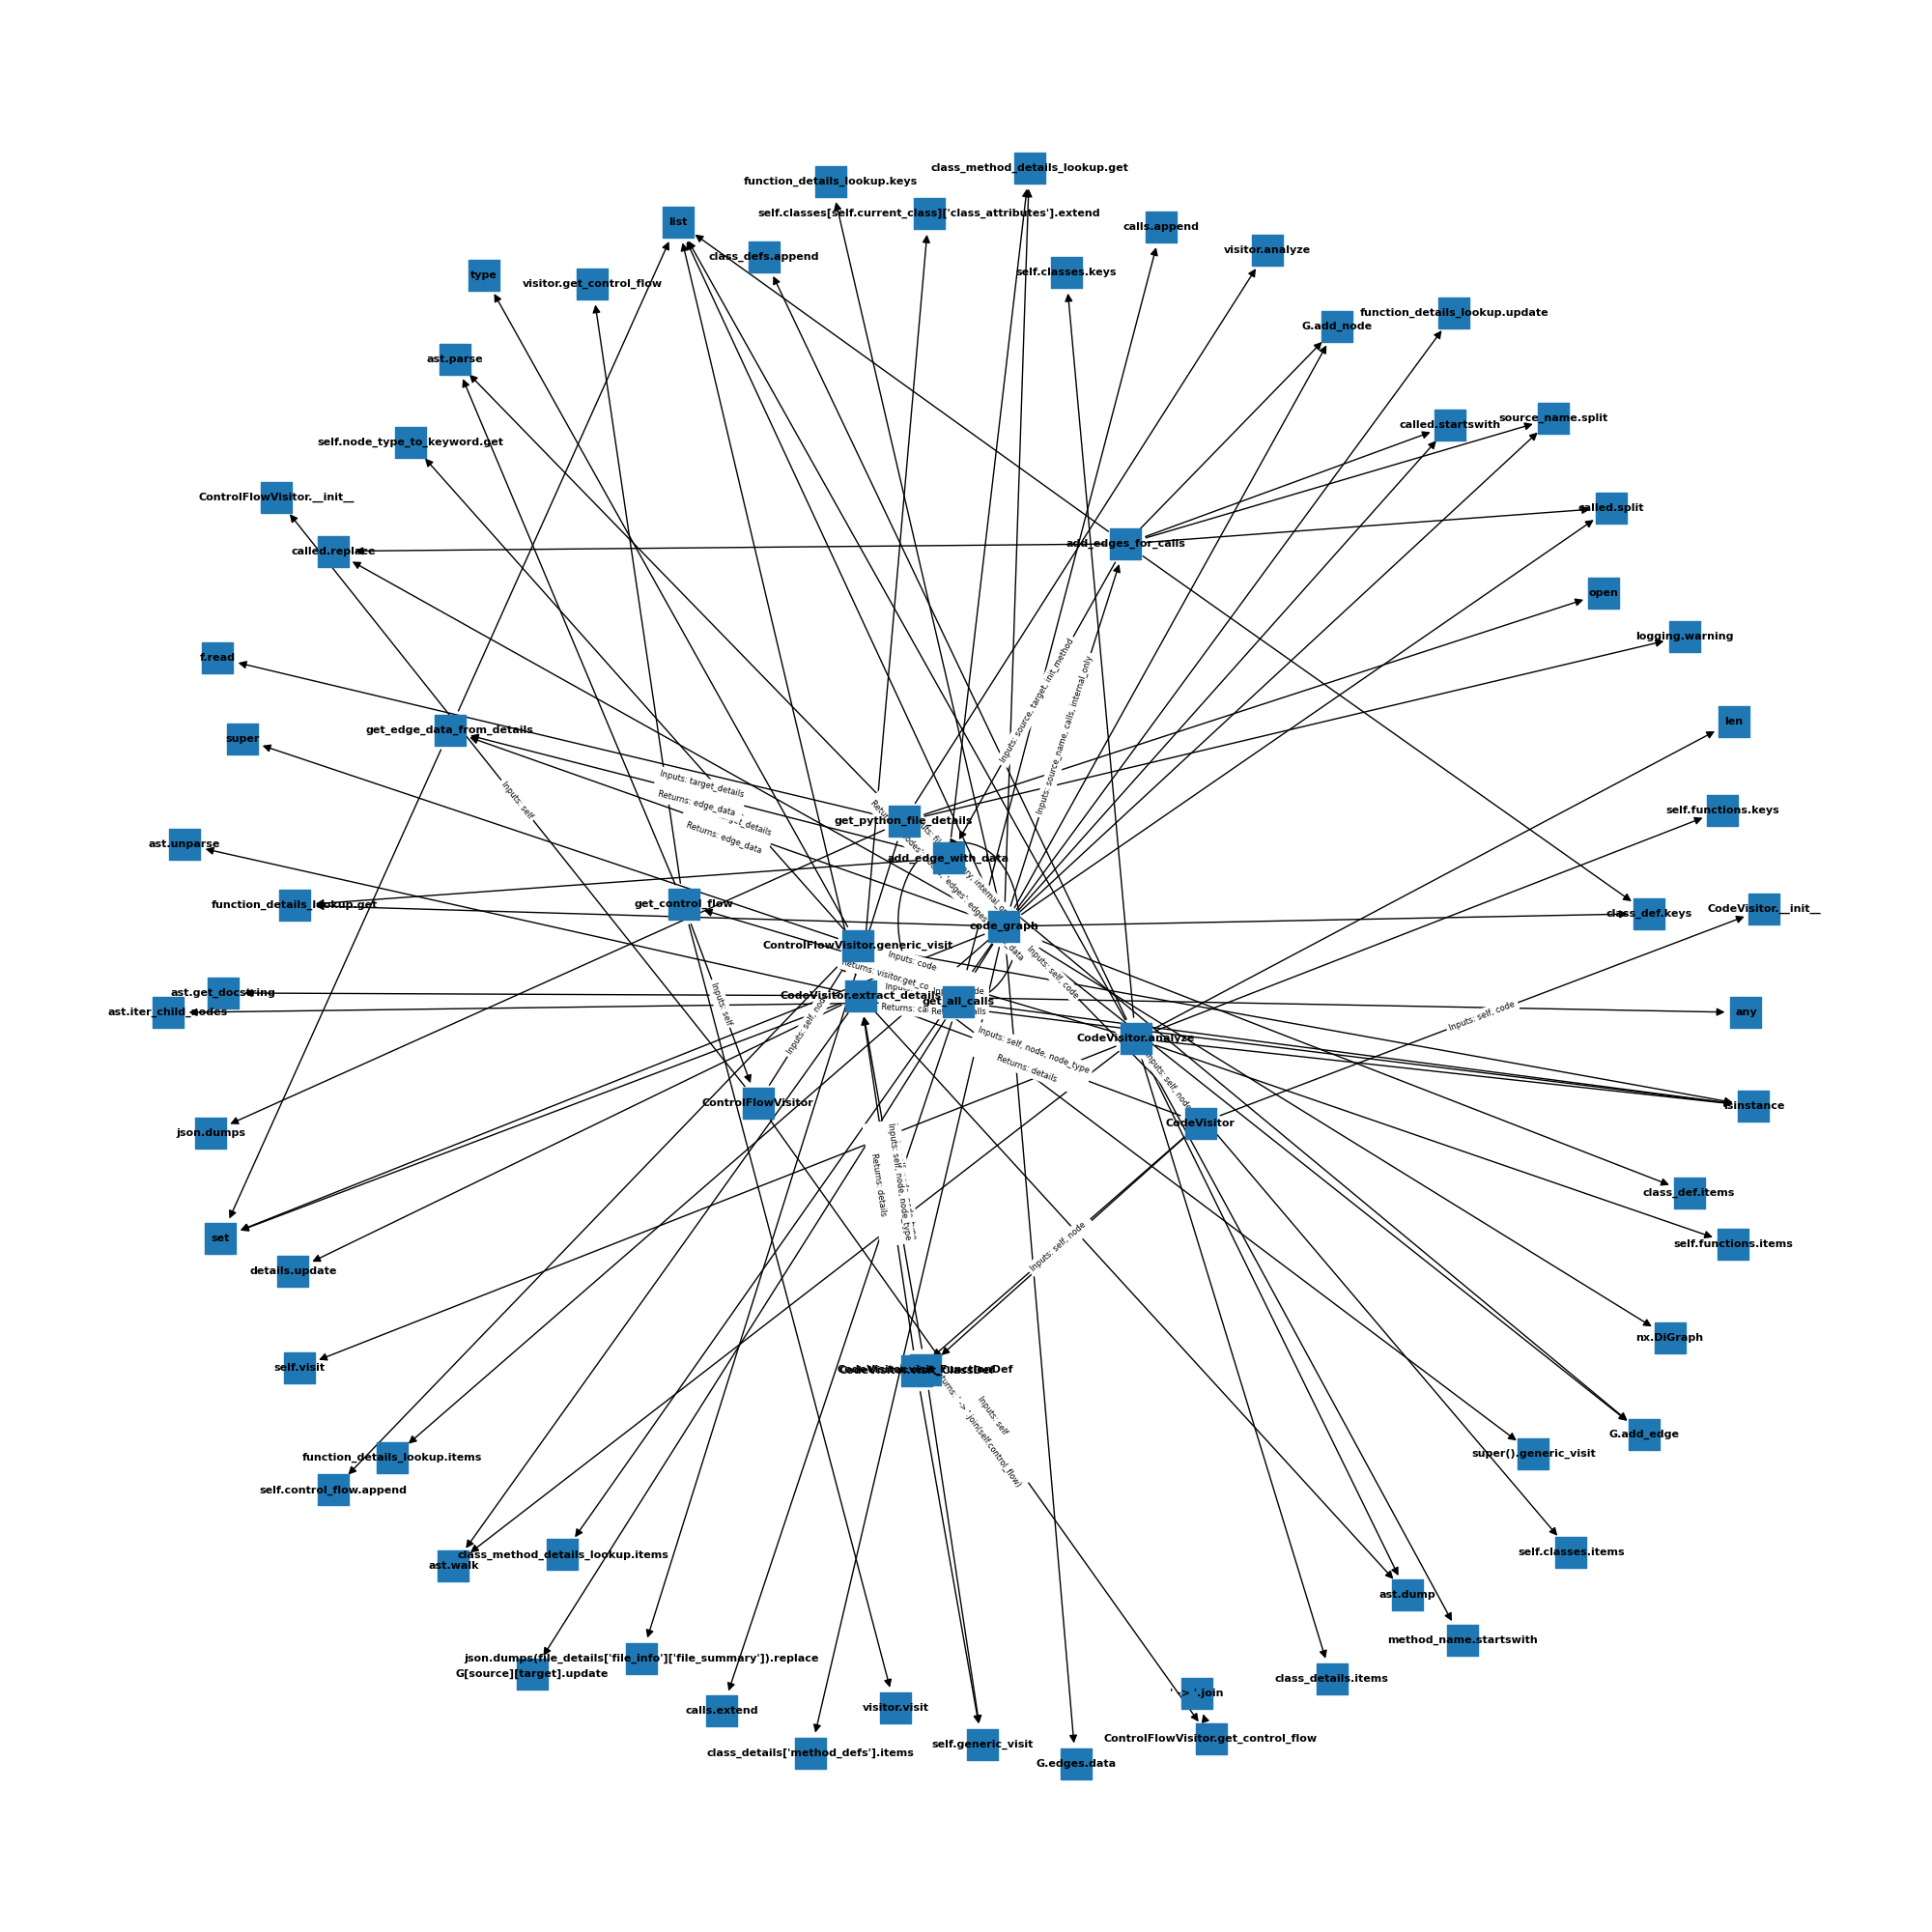 class_method_details_lookup.get
function_details_lookup.keys
self.classes[self.current_class]['class_attributes'].extend
list
calls.append
visitor.analyze
class_defs.append
self.classes.keys
type
visitor.get_control_flow
function_details_lookup.update
G.add_node
ast.parse
source_name.split
called.startswith
self.node_type_to_keyword.get
ControlFlowVisitor.__init__
called.split
add_edges_for_calls
called.replace
open
logging.warning
Inputs: source, target, init_method
f.read
Inputs: source_name, calls, internal_only
len
get_edge_data_from_details
super
Inputs: target_details
Inputs: self
Returns: edge_data
self.functions.keys
get_python_file_details
Returns: edge_data
ast.unparse
add_edge_with_data
function_details_lookup.get
get_control_flow
class_def.keys
CodeVisitor.__init__
code_graph
ControlFlowVisitor.generic_visit
Inputs: code
Inputs: self, code
ast.get_docstring
CodeVisitor.extract_details
get_all_calls
ast.iter_child_nodes
any
Inputs: self
Inputs: self, code
CodeVisitor.analyze
Inputs: self, node, node_type
Returns: details
Inputs: self, node
ControlFlowVisitor
isinstance
CodeVisitor
json.dumps
Inputs: self, node, node_type
Returns: details
class_def.items
set
Inputs: self, node
self.functions.items
details.update
nx.DiGraph
self.visit
CodeVisitor.visit_FunctionDef
CodeVisitor.visit_ClassDef
Inputs: self
Returns: ' -> '.join(self.control_flow)
G.add_edge
super().generic_visit
function_details_lookup.items
self.control_flow.append
self.classes.items
class_method_details_lookup.items
ast.walk
ast.dump
method_name.startswith
json.dumps(file_details['file_info']['file_summary']).replace
G[source][target].update
class_details.items
' -> '.join
calls.extend
visitor.visit
ControlFlowVisitor.get_control_flow
self.generic_visit
class_details['method_defs'].items
G.edges.data